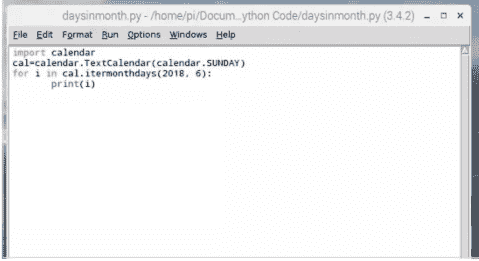 daysinmonth.py - /home/pi/Docum...ython Code/daysinmonth.py (3.4.2)
File Edit Format Run Options Windows Help
import calendar
cal=calendar.TextCalendar(calendar.SUNDAY)
for i in cal.itermonthdays(2018, 6):
print(i)